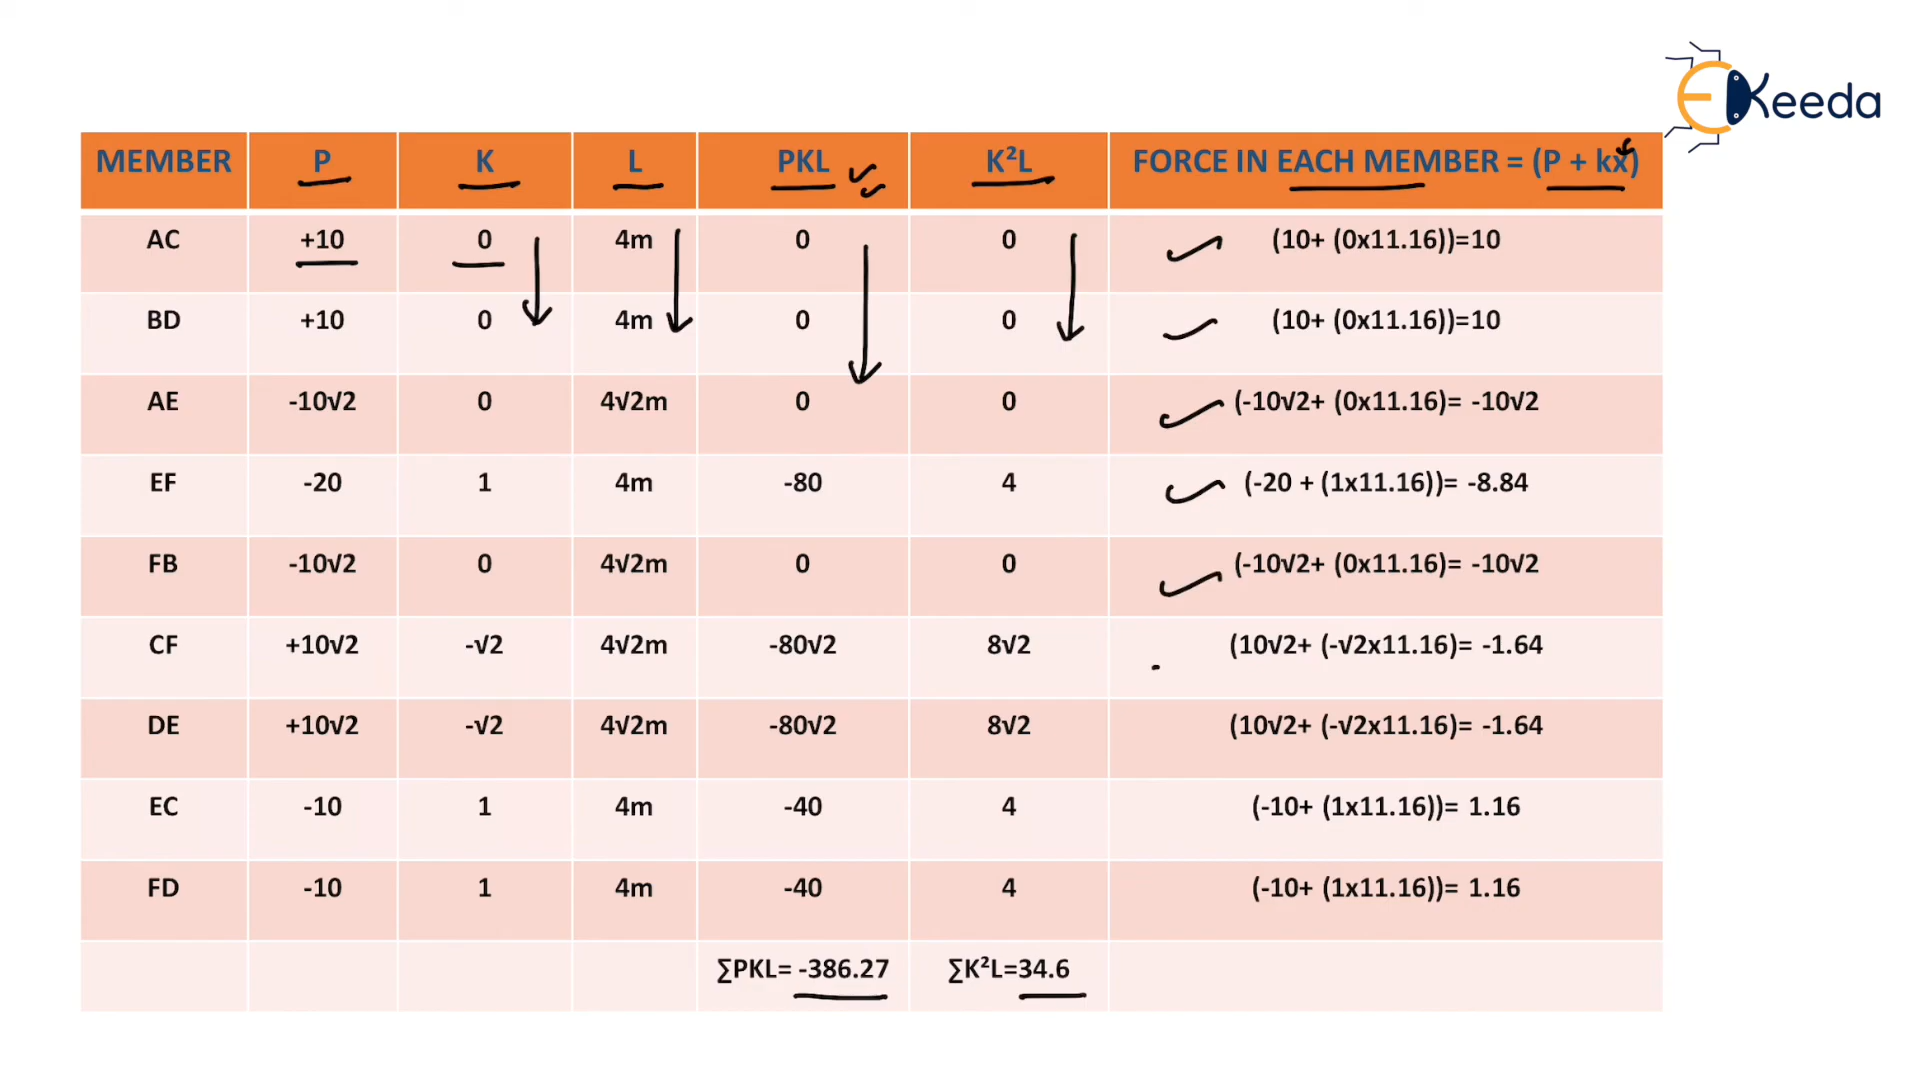 EKeeda
MEMBER P K L PKL K²L FORCE IN EACH MEMBER = (P + kx)
AC +10 0 4m 0 0 (10+ (0x11.16))=10
BD +10 0 4m 0 0 (10+ (0x11.16))=10
AE -10√2 0 4√2m 0 0 (-10√2+ (0x11.16)= -10√2
EF -20 1 4m -80 4 (-20 + (1x11.16))= -8.84
FB -10√2 0 4√2m 0 0 (-10√2+ (0x11.16)= -10√2
CF +10√2 -√2 4√2m -80√2 8√2 (10√2+ (-√2x11.16)= -1.64
DE +10√2 -√2 4√2m -80√2 8√2 (10√2+ (-√2x11.16)= -1.64
EC -10 1 4m -40 4 (-10+ (1x11.16))= 1.16
FD -10 1 4m -40 4 (-10+ (1x11.16))= 1.16
∑PKL= -386.27 ∑K²L=34.6